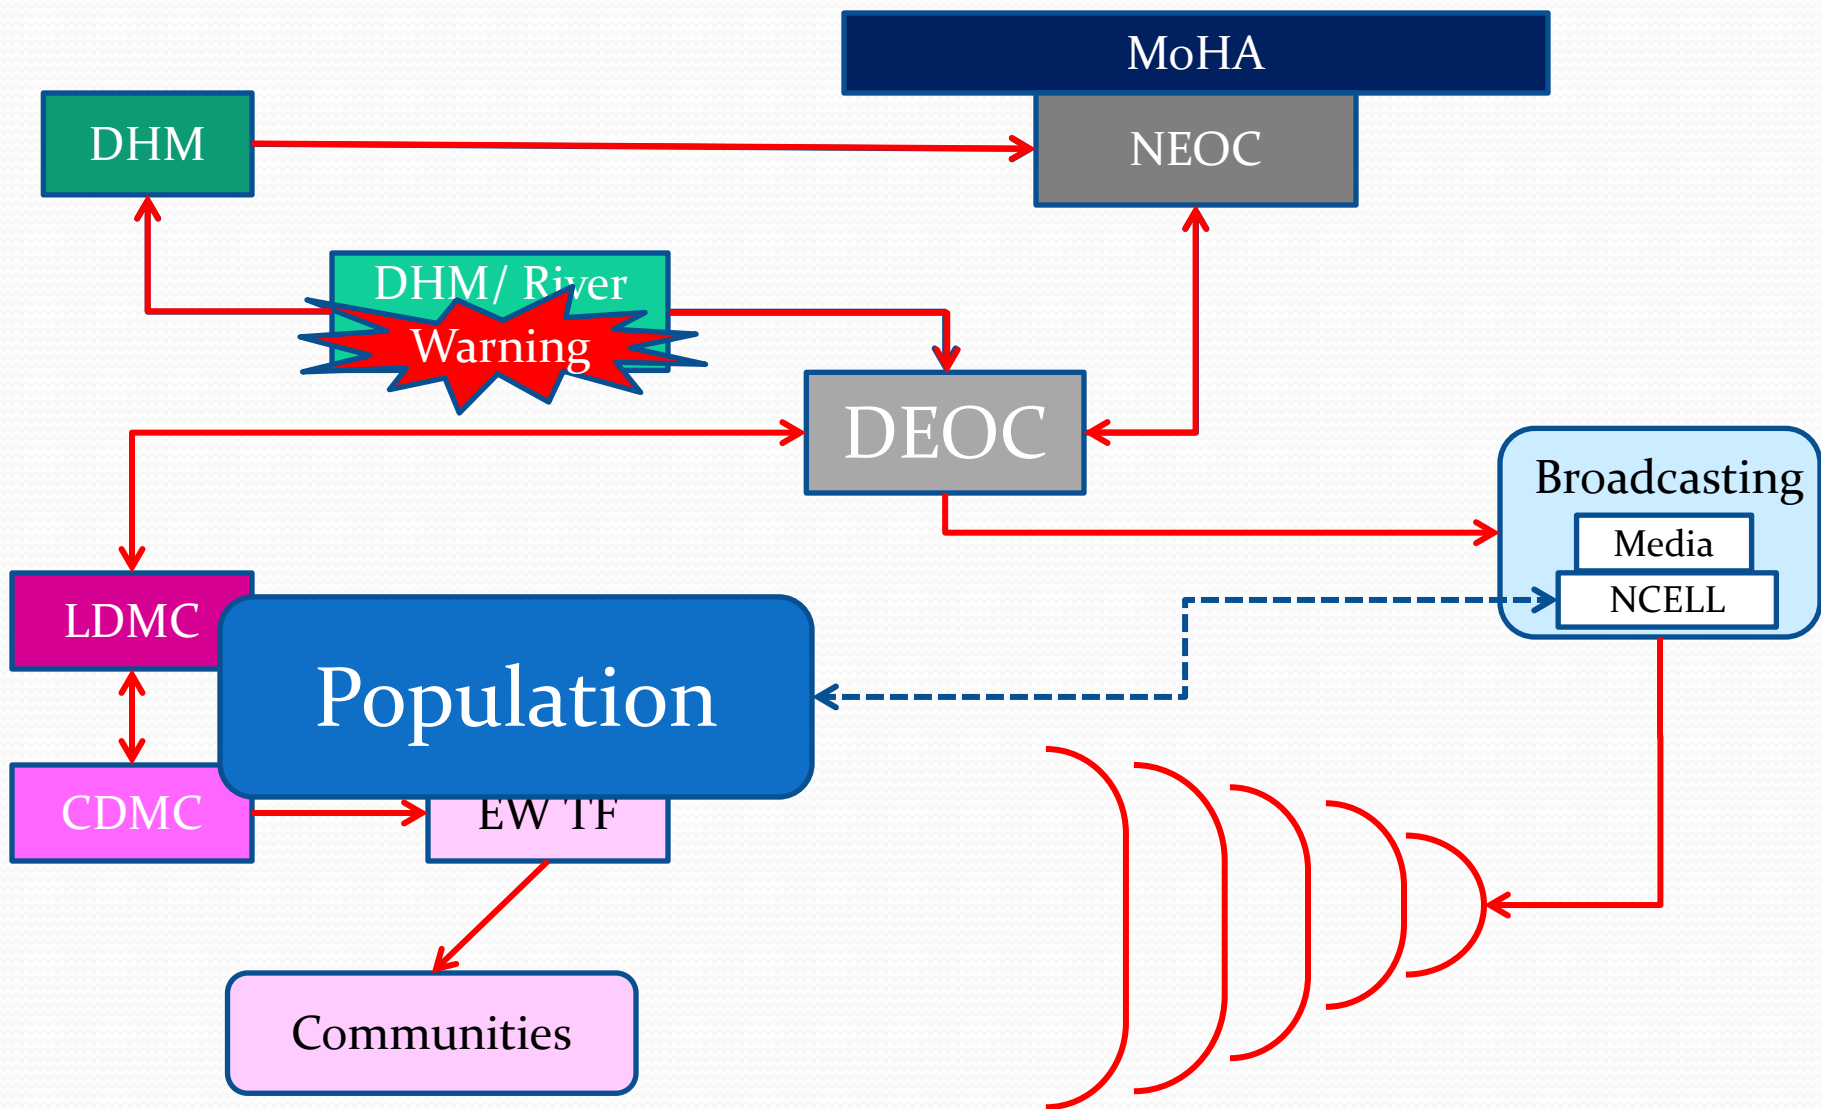 MoHA
DHM
NEOC
DHM/ River
Warning
DEOC
Broadcasting
Media
NCELL
LDMC
Population
CDMC
EW TF
Communities